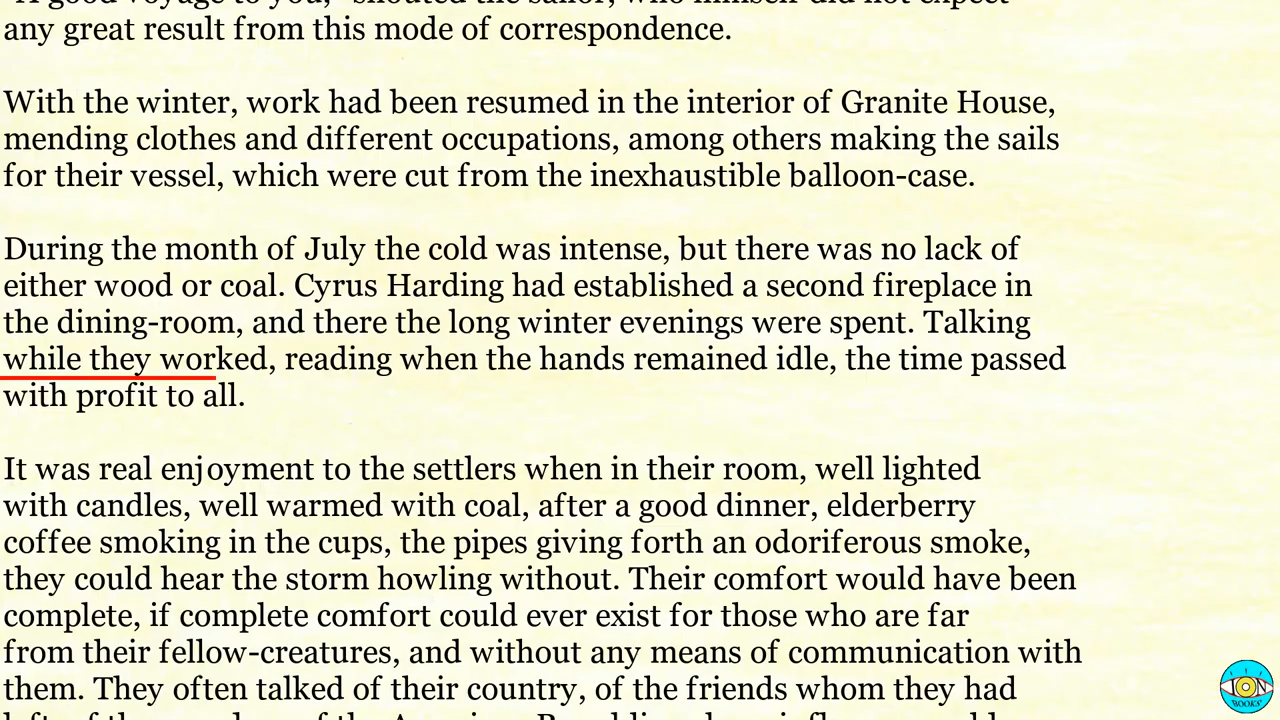 any great result from this mode of correspondence.
With the winter, work had been resumed in the interior of Granite House,
mending clothes and different occupations, among others making the sails
for their vessel, which were cut from the inexhaustible balloon-case.
During the month of July the cold was intense, but there was no lack of
either wood or coal. Cyrus Harding had established a second fireplace in
the dining-room, and there the long winter evenings were spent. Talking
while they worked, reading when the hands remained idle, the time passed
with profit to all.
It was real enjoyment to the settlers when in their room, well lighted
with candles, well warmed with coal, after a good dinner, elderberry
coffee smoking in the cups, the pipes giving forth an odoriferous smoke,
they could hear the storm howling without. Their comfort would have been
complete, if complete comfort could ever exist for those who are far
from their fellow-creatures, and without any means of communication with
them. They often talked of their country, of the friends whom they had
ION
BOOKS